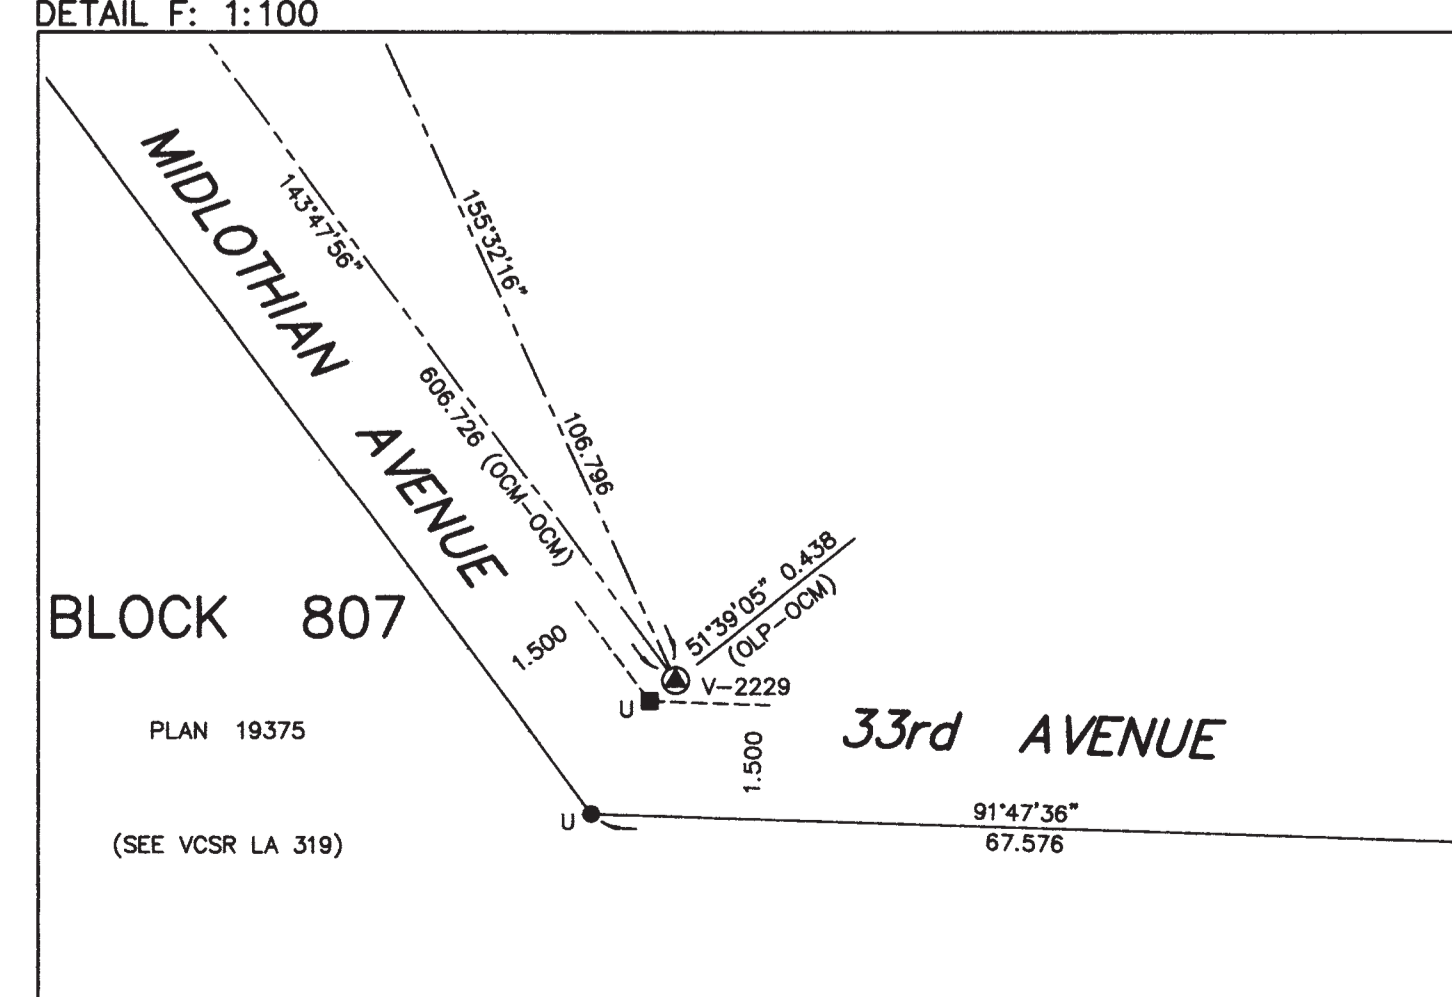 DETAIL F: 1:100
MIDLOTHIAN AVENUE
143°47'56"
606.726 (OCM-OCM)
155°32'16"
106.796
51°39'05" 0.438
(OLP-OCM)
BLOCK 807
1.500
V-2229
U
PLAN 19375
33rd AVENUE
1.500
U
91°47'36"
67.576
(SEE VCSR LA 319)